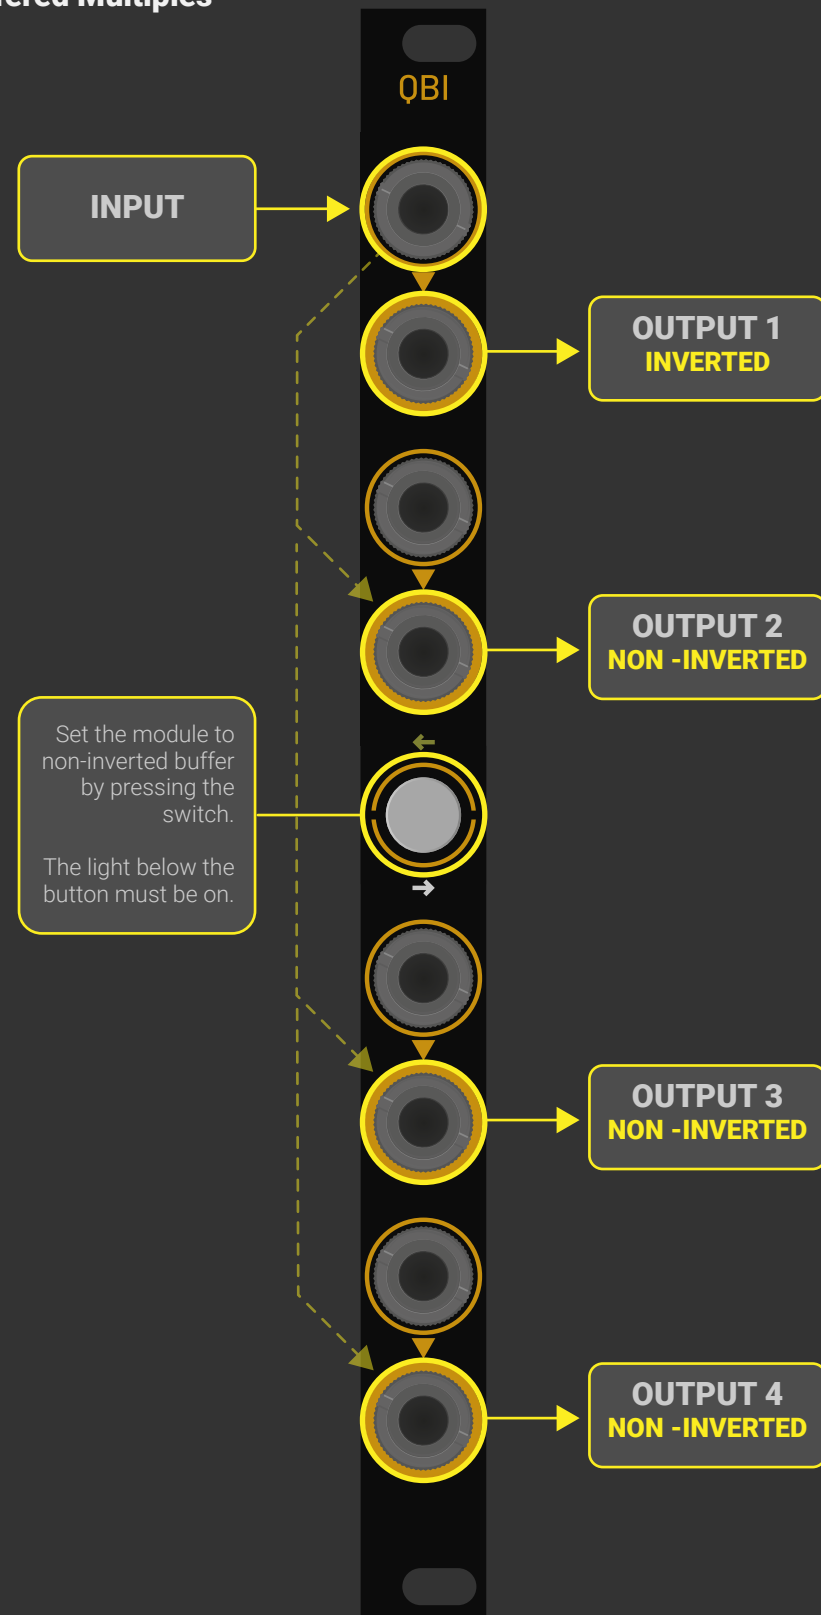 Multiples
QBI
INPUT
OUTPUT 1
INVERTED
OUTPUT 2
NON -INVERTED
Set the module to
non-inverted buffer
by pressing the
switch.
The light below the
button must be on.
OUTPUT 3
NON -INVERTED
OUTPUT 4
NON -INVERTED